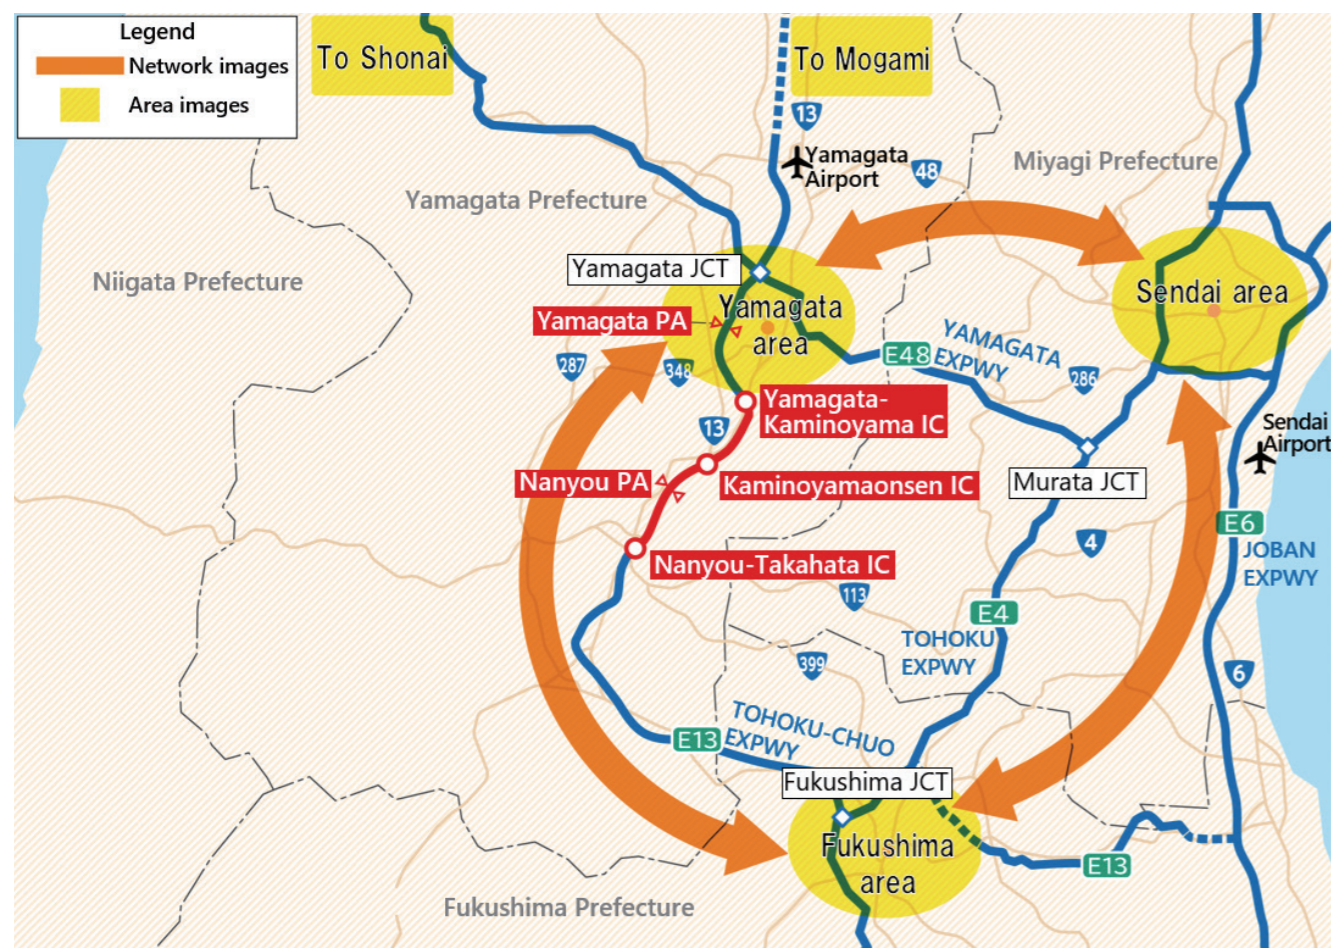 Legend
Network images
Area images
To Shonai
To Mogami
13
Yamagata
Airport
48
Miyagi Prefecture
Yamagata Prefecture
Niigata Prefecture
Yamagata JCT
Yamagata PA
Yamagata
area
Sendai area
287
348
E48
YAMAGATA
EXPWY
286
Yamagata-
Kaminoyama IC
13
Sendai
Airport
Nanyou PA
Kaminoyamaonsen IC
Murata JCT
E6
JOBAN
EXPWY
4
Nanyou-Takahata IC
113
E4
TOHOKU
EXPWY
399
6
TOHOKU-CHUO
EXPWY
E13
Fukushima JCT
Fukushima
area
E13
Fukushima Prefecture